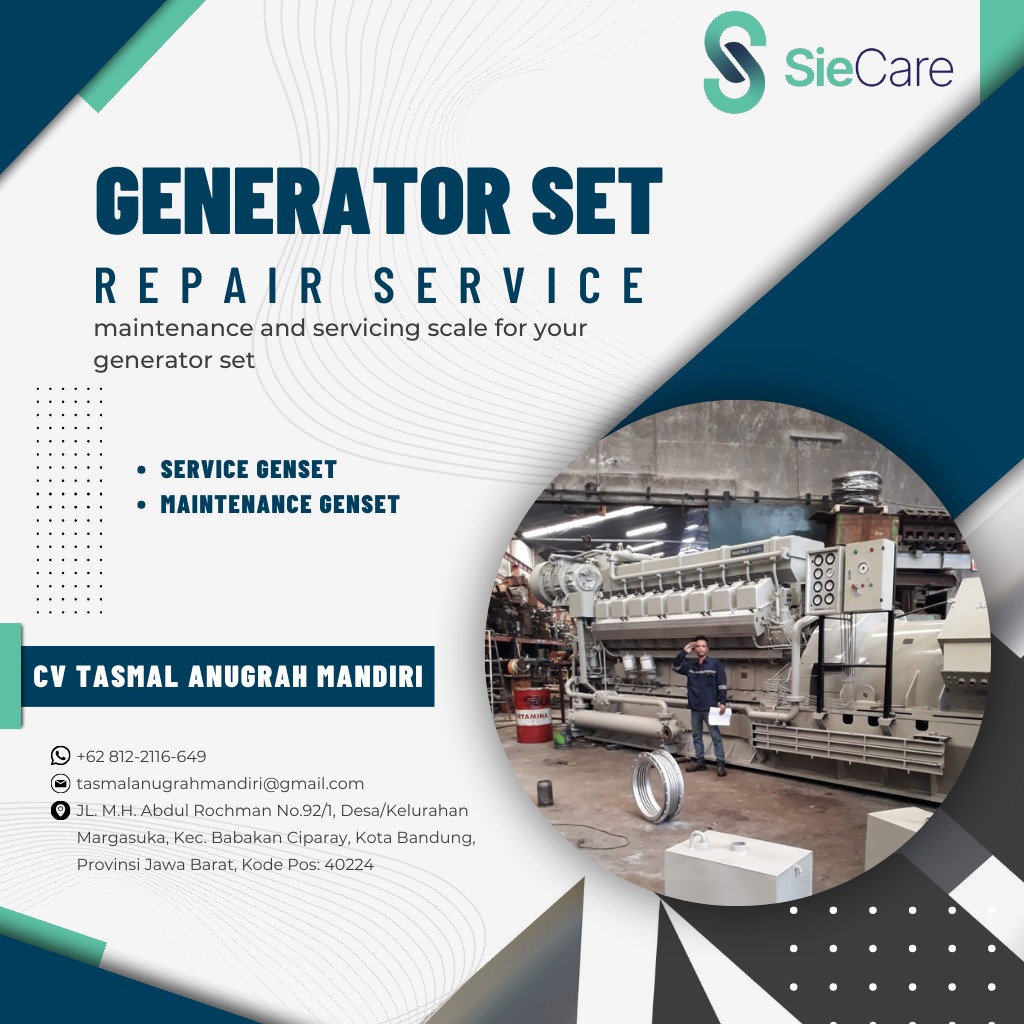 SieCare
GENERATOR SET
REPAIR SERVICE
maintenance and servicing scale for your
generator set
• SERVICE GENSET
• MAINTENANCE GENSET
CV TASMAL ANUGRAH MANDIRI
+62 812-2116-649
tasmalanugrahmandiri@gmail.com
JL. M.H. Abdul Rochman No.92/1, Desa/Kelurahan
Margasuka, Kec. Babakan Ciparay, Kota Bandung,
Provinsi Jawa Barat, Kode Pos: 40224